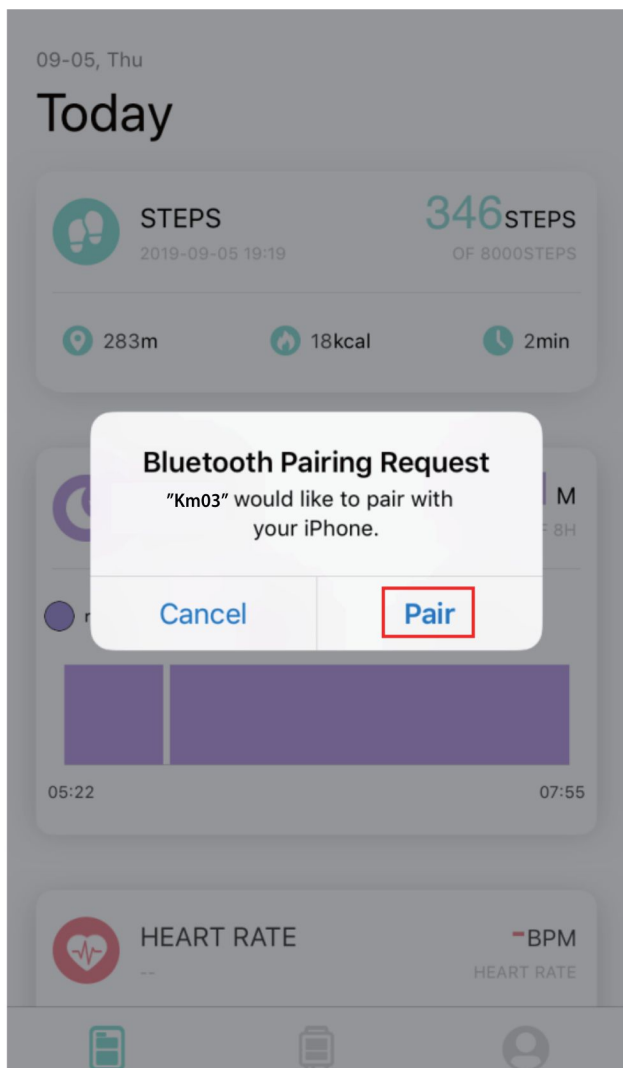 09-05, Thu
Today
STEPS
346STEPS
2019-09-05 19:19
OF 8000STEPS
283m
18kcal
2min
Bluetooth Pairing Request
"Km03" would like to pair with
your iPhone.
M
8H
Cancel
Pair
05:22
07:55
HEART RATE
-BPM
--
HEART RATE